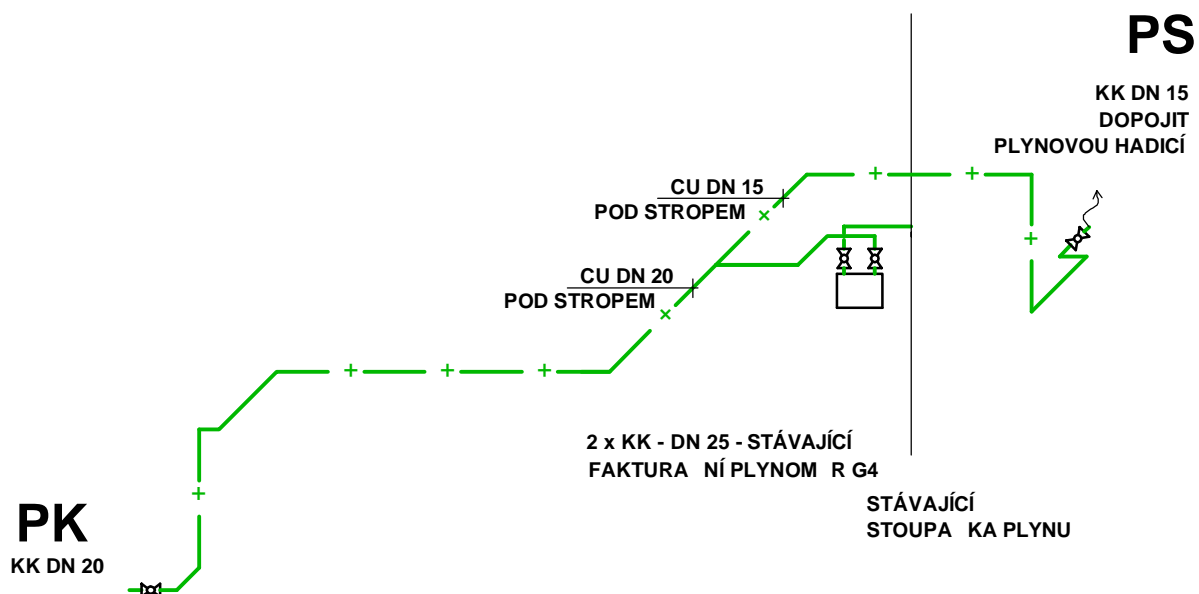 PS
KK DN 15
DOPOJIT
PLYNOVOU HADICÍ
CU DN 15
POD STROPEM
CU DN 20
POD STROPEM
2 x KK - DN 25 - STÁVAJÍCÍ
FAKTURA NÍ PLYNOM R G4
STÁVAJÍCÍ
STOUPA KA PLYNU
PK
KK DN 20